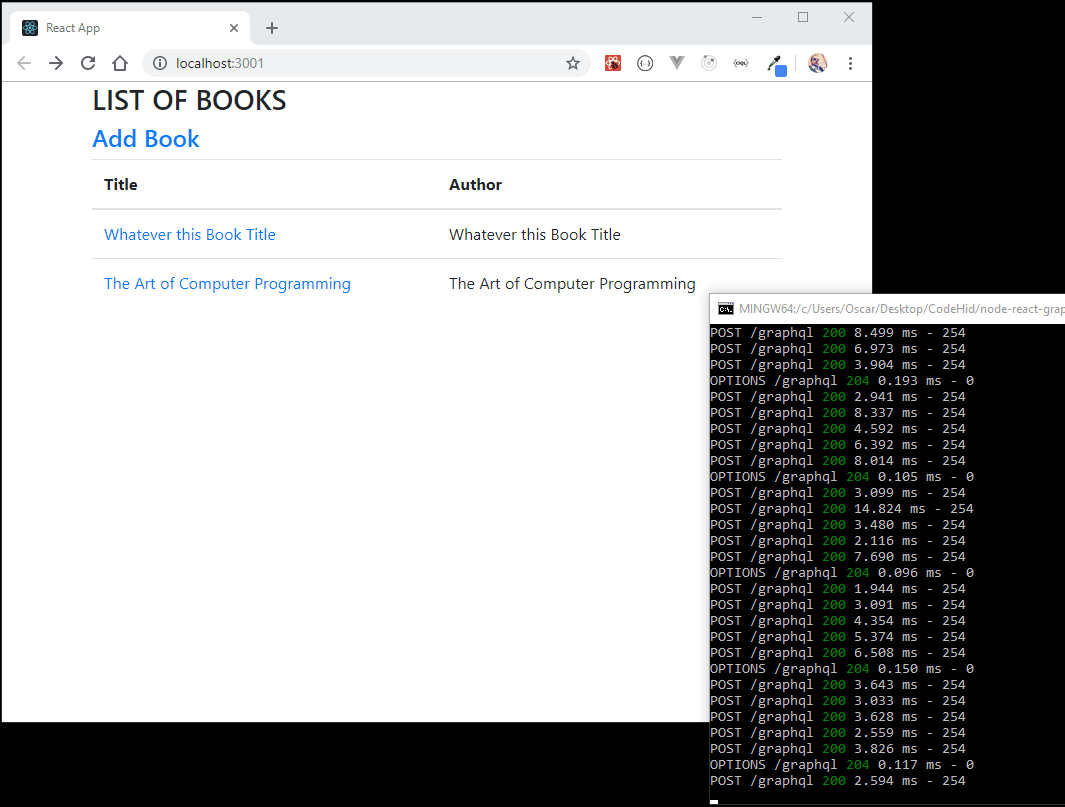 React App
localhost:3001
LIST OF BOOKS
Add Book
Title Author
Whatever this Book Title Whatever this Book Title
The Art of Computer Programming The Art of Computer Programming
MINGW64:/c/Users/Oscar/Desktop/CodeHid/node-react-grap
POST /graphql 200 8.499 ms - 254
POST /graphql 200 6.973 ms - 254
POST /graphql 200 3.904 ms - 254
OPTIONS /graphql 204 0.193 ms - 0
POST /graphql 200 2.941 ms - 254
POST /graphql 200 8.337 ms - 254
POST /graphql 200 4.592 ms - 254
POST /graphql 200 6.392 ms - 254
POST /graphql 200 8.014 ms - 254
OPTIONS /graphql 204 0.105 ms - 0
POST /graphql 200 3.099 ms - 254
POST /graphql 200 14.824 ms - 254
POST /graphql 200 3.480 ms - 254
POST /graphql 200 2.116 ms - 254
POST /graphql 200 7.690 ms - 254
OPTIONS /graphql 204 0.096 ms - 0
POST /graphql 200 1.944 ms - 254
POST /graphql 200 3.091 ms - 254
POST /graphql 200 4.354 ms - 254
POST /graphql 200 5.374 ms - 254
POST /graphql 200 6.508 ms - 254
OPTIONS /graphql 204 0.150 ms - 0
POST /graphql 200 3.643 ms - 254
POST /graphql 200 3.033 ms - 254
POST /graphql 200 3.628 ms - 254
POST /graphql 200 2.559 ms - 254
POST /graphql 200 3.826 ms - 254
OPTIONS /graphql 204 0.117 ms - 0
POST /graphql 200 2.594 ms - 254